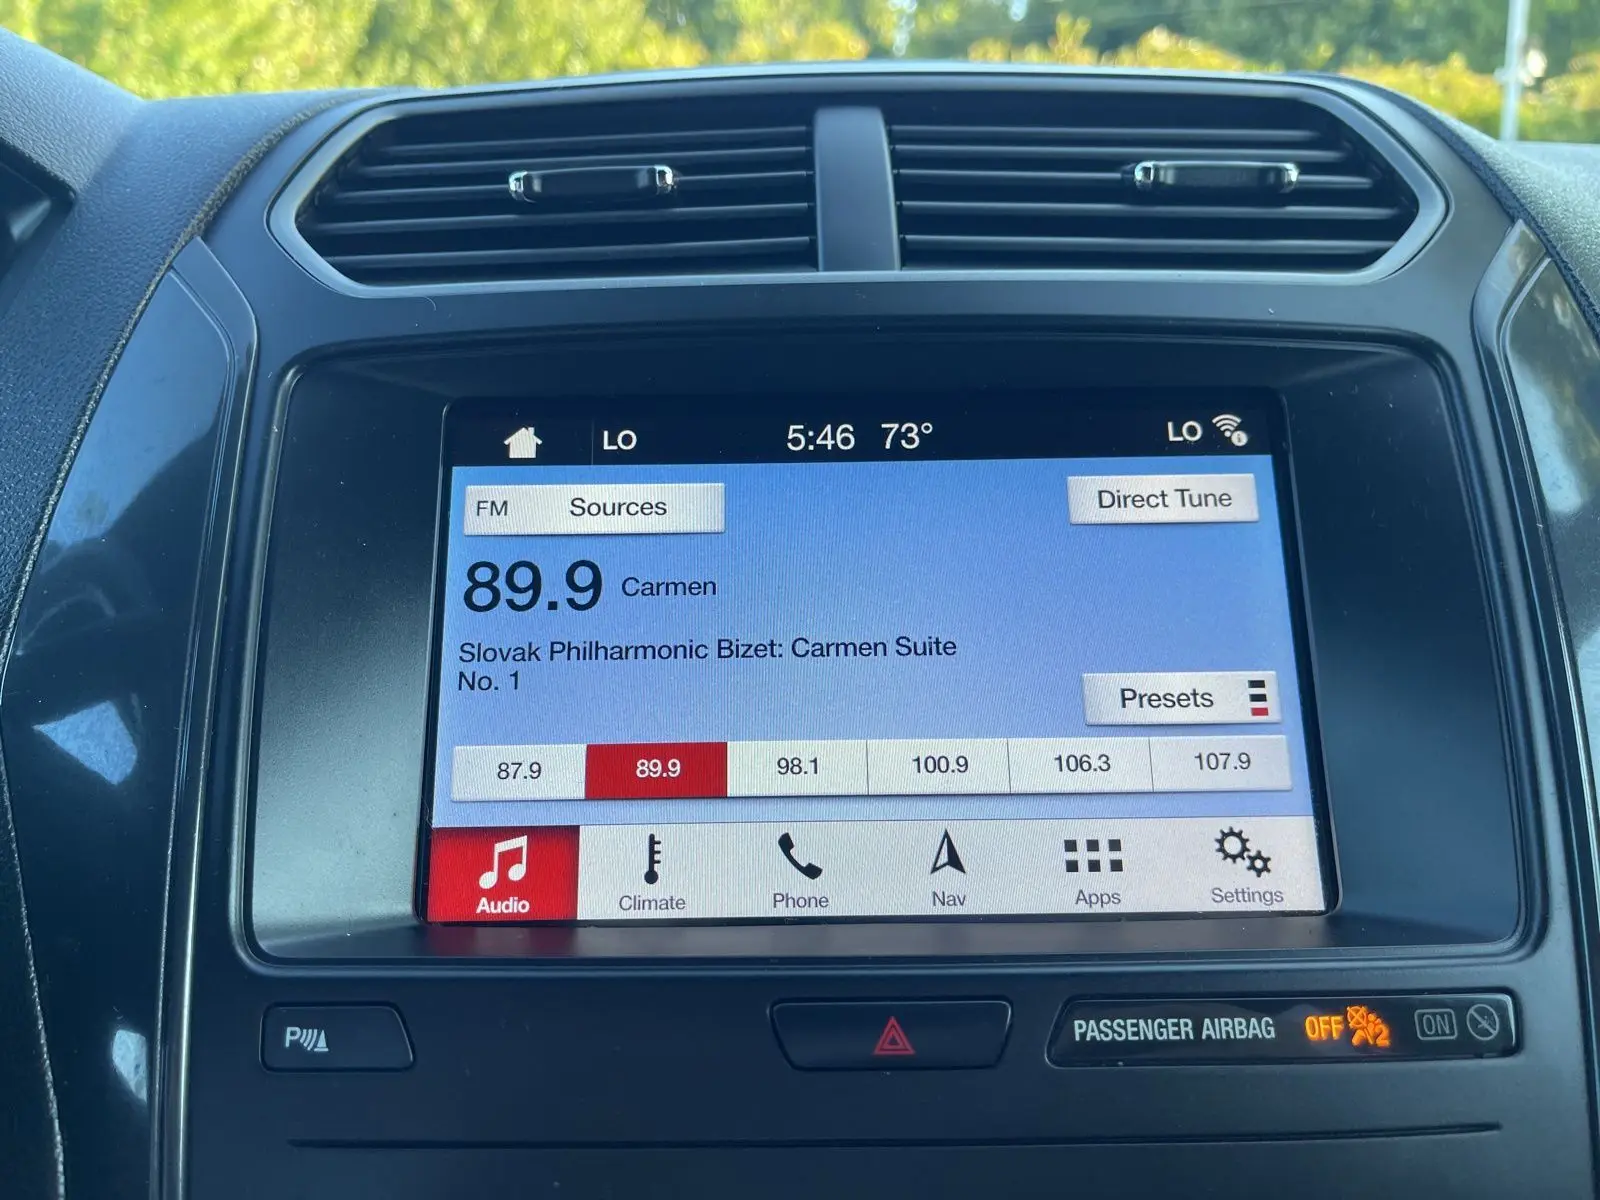 LO 5:46 73° LO
FM Sources
Direct Tune
89.9 Carmen
Slovak Philharmonic Bizet: Carmen Suite
No. 1
Presets
87.9 89.9 98.1 100.9 106.3 107.9
Audio Climate Phone Nav Apps Settings
P
PASSENGER AIRBAG OFF 2 ON